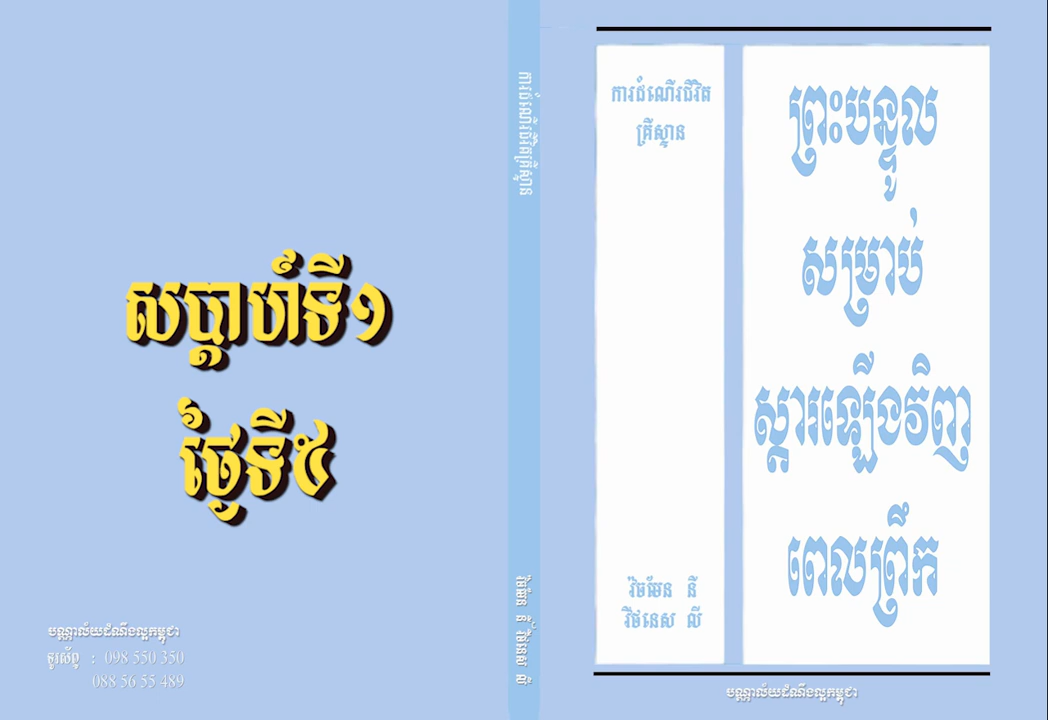 សប្ដាហ៍ទី១
ថ្ងៃទី៥
បណ្ណាល័យដំណឹងល្អកម្ពុជា
ទូរស័ព្ទ : 098 550 350
088 56 55 489
ការដំណើរជីវិតគ្រីស្ទាន
វ៉ិចមែន នី វីថនេស លី
ការដំណើរជីវិត
គ្រីស្ទាន
វ៉ិចមែន នី
វីថនេស លី
ព្រះបន្ទូល
សម្រាប់
ស្តារឡើងវិញ
ពេលព្រឹក
បណ្ណាល័យដំណឹងល្អកម្ពុជា